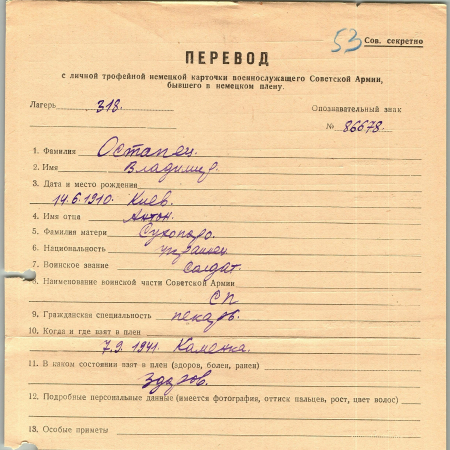 53 Сов. секретно
ПЕРЕВОД
с личной трофейной немецкой карточки военнослужащего Советской Армии,
бывшего в немецком плену.
Лагерь 318. Опознавательный знак
№ 86678.
1. Фамилия Остапец.
2. Имя Владимир.
3. Дата и место рождения
14.6.1910. Киев.
4. Имя отца Антон.
5. Фамилия матери Сухопаро.
6. Национальность украинец
7. Воинское звание солдат.
8. Наименование воинской части Советской Армии
СП
9. Гражданская специальность пекарь.
10. Когда и где взят в плен
7.9.1941. Каменка.
11. В каком состоянии взят в плен (здоров, болен, ранен)
Здоров.
12. Подробные персональные данные (имеется фотография, оттиск пальцев, рост, цвет волос)
13. Особые приметы